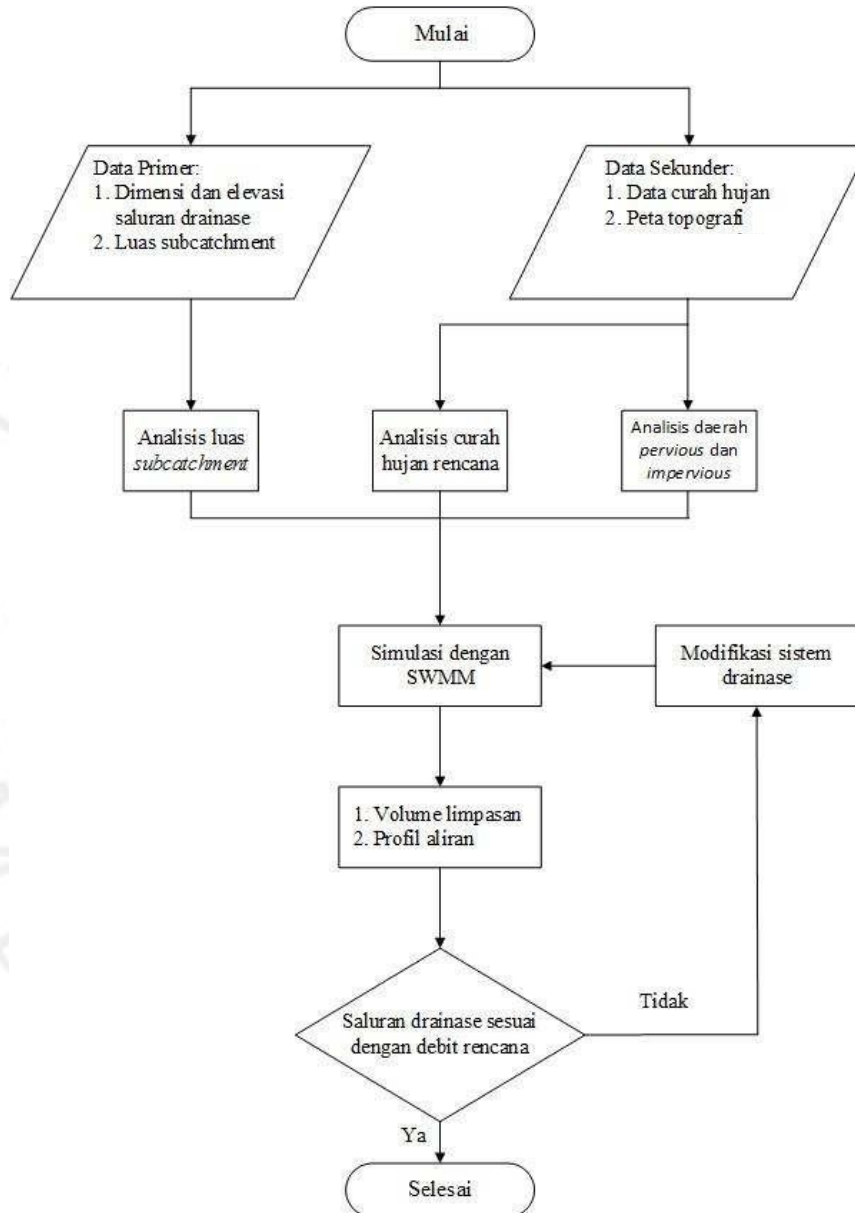 Mulai
Data Primer:
1. Dimensi dan elevasi
saluran drainase
2. Luas subcatchment
Data Sekunder:
1. Data curah hujan
2. Peta topografi
Analisis luas
subcatchment
Analisis curah
hujan rencana
Analisis daerah
pervious dan
impervious
Simulasi dengan
SWMM
Modifikasi sistem
drainase
1. Volume limpasan
2. Profil aliran
Saluran drainase sesuai
dengan debit rencana
Tidak
Ya
Selesai